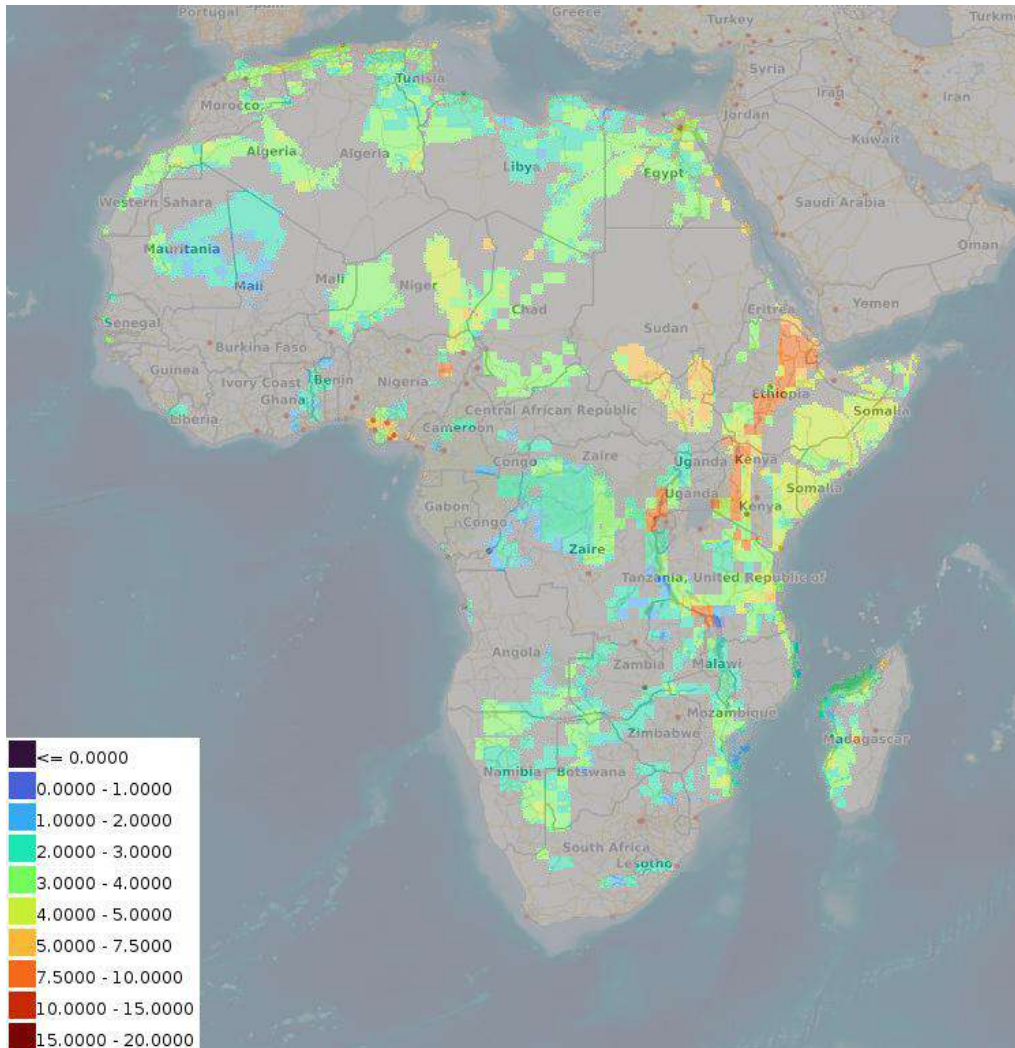 Portugal
Greece
Turkey
Syria
Tunisia
Iraq
Iran
Morocco
Jordan
Kuwait
Algeria
Algeria
Libya
Egypt
Western Sahara
Saudi Arabia
Mauritania
Oman
Mali
Mali
Niger
Chad
Sudan
Eritrea
Yemen
Senegal
Burkina Faso
Guinea
Ivory Coast
Benin
Nigeria
Ghana
Ethiopia
Somalia
Central African Republic
Liberia
Cameroon
Zaire
Congo
Uganda
Kenya
Somalia
Uganda
Gabon
Kenya
Congo
Zaire
Tanzania, United Republic of
Angola
Zambia
Malawi
Mozambique
Zimbabwe
Madagascar
Namibia
Botswana
South Africa
Lesotho
<= 0.0000
0.0000 - 1.0000
1.0000 - 2.0000
2.0000 - 3.0000
3.0000 - 4.0000
4.0000 - 5.0000
5.0000 - 7.5000
7.5000 - 10.0000
10.0000 - 15.0000
15.0000 - 20.0000